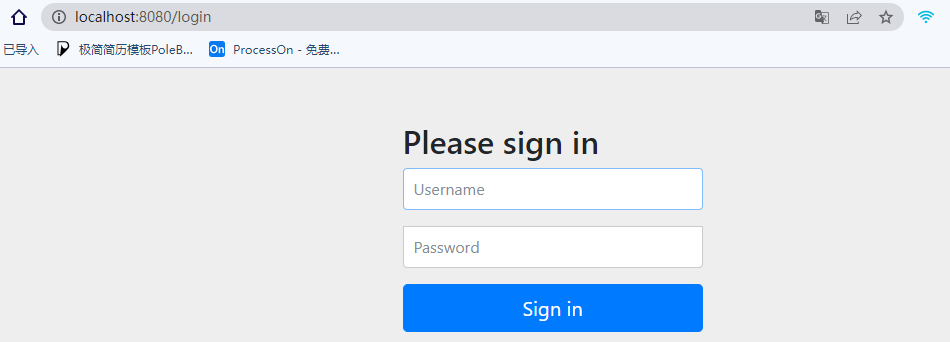 localhost:8080/login
已导入 极简简历模板PoleB... On ProcessOn - 免费...
Please sign in
Username
Password
Sign in